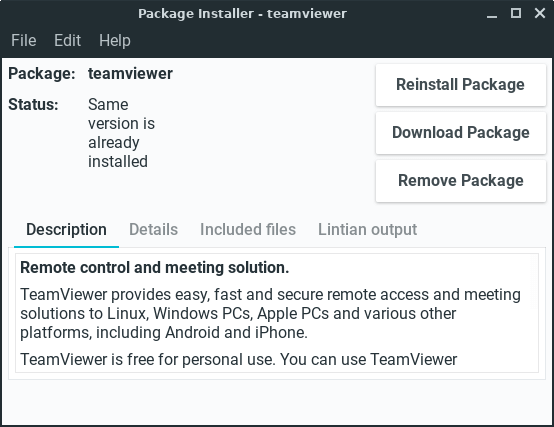 Package Installer - teamviewer
File Edit Help
Package: teamviewer
Status: Same
version is
already
installed
Reinstall Package
Download Package
Remove Package
Description Details Included files Lintian output
Remote control and meeting solution.
TeamViewer provides easy, fast and secure remote access and meeting
solutions to Linux, Windows PCs, Apple PCs and various other
platforms, including Android and iPhone.
TeamViewer is free for personal use. You can use TeamViewer